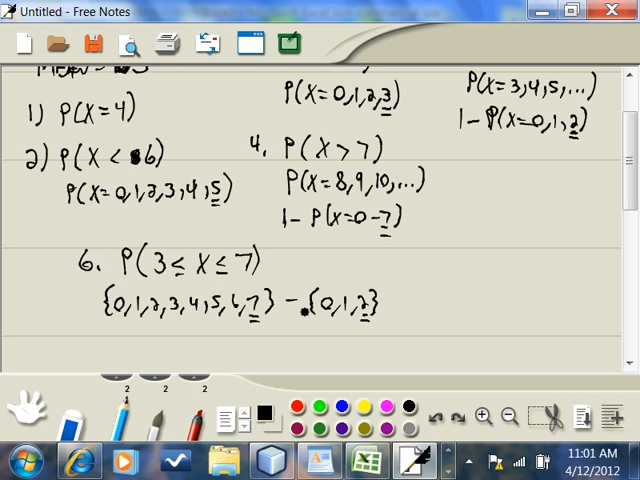 Untitled - Free Notes
P(X=0,1,2,3)
P(X=3,4,5,...)
1-P(X=0,1,2)
1) P(X=4)
2) P(X<6)
P(X=0,1,2,3,4,5)
4. P(X>7)
P(X=8,9,10,...)
1-P(X=0-7)
6. P(3≤X≤7)
{0,1,2,3,4,5,6,7} - {0,1,2}
2 2 2
11:01 AM
4/12/2012